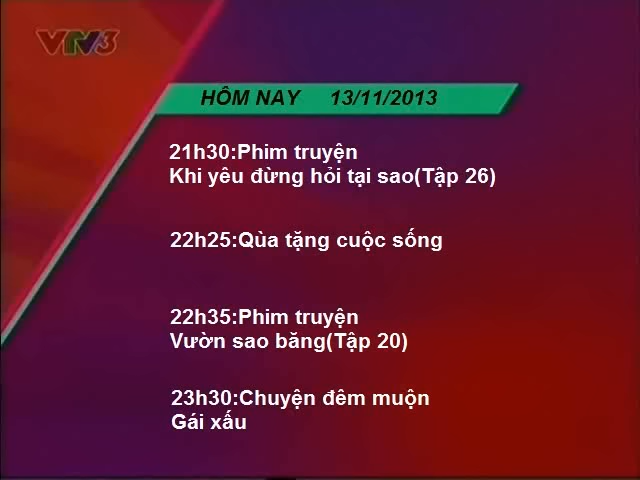 VTV3
HÔM NAY 13/11/2013
21h30:Phim truyện
Khi yêu đừng hỏi tại sao(Tập 26)
22h25:Qùa tặng cuộc sống
22h35:Phim truyện
Vườn sao băng(Tập 20)
23h30:Chuyện đêm muộn
Gái xấu